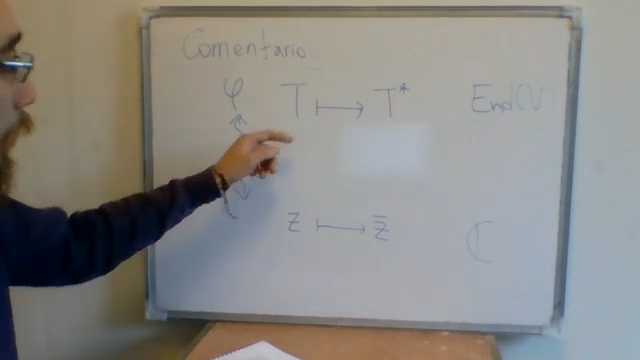 Comentario
φ T ⟼ T* End(V)
z ⟼ z̄ ℂ